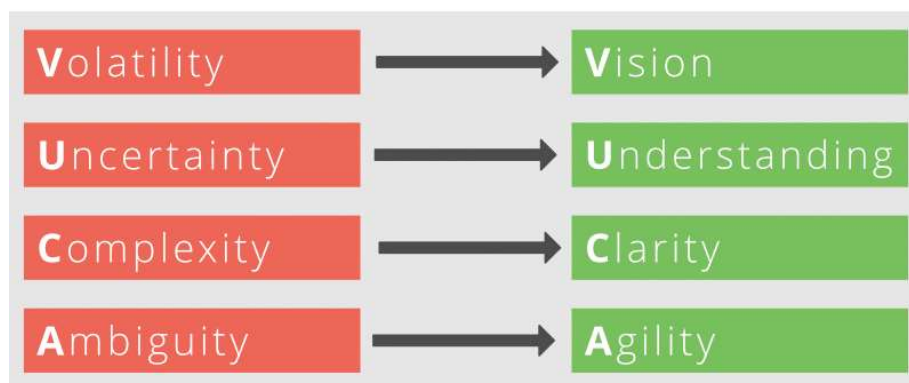 Volatility
Vision
Uncertainty
Understanding
Complexity
Clarity
Ambiguity
Agility